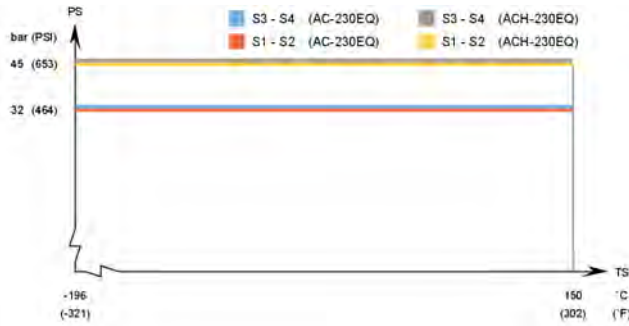 PS
bar (PSI)
S3 - S4 (AC-230EQ)
S3 - S4 (ACH-230EQ)
S1 - S2 (AC-230EQ)
S1 - S2 (ACH-230EQ)
45 (653)
32 (464)
TS
-196
150
°C
(-321)
(302)
(°F)